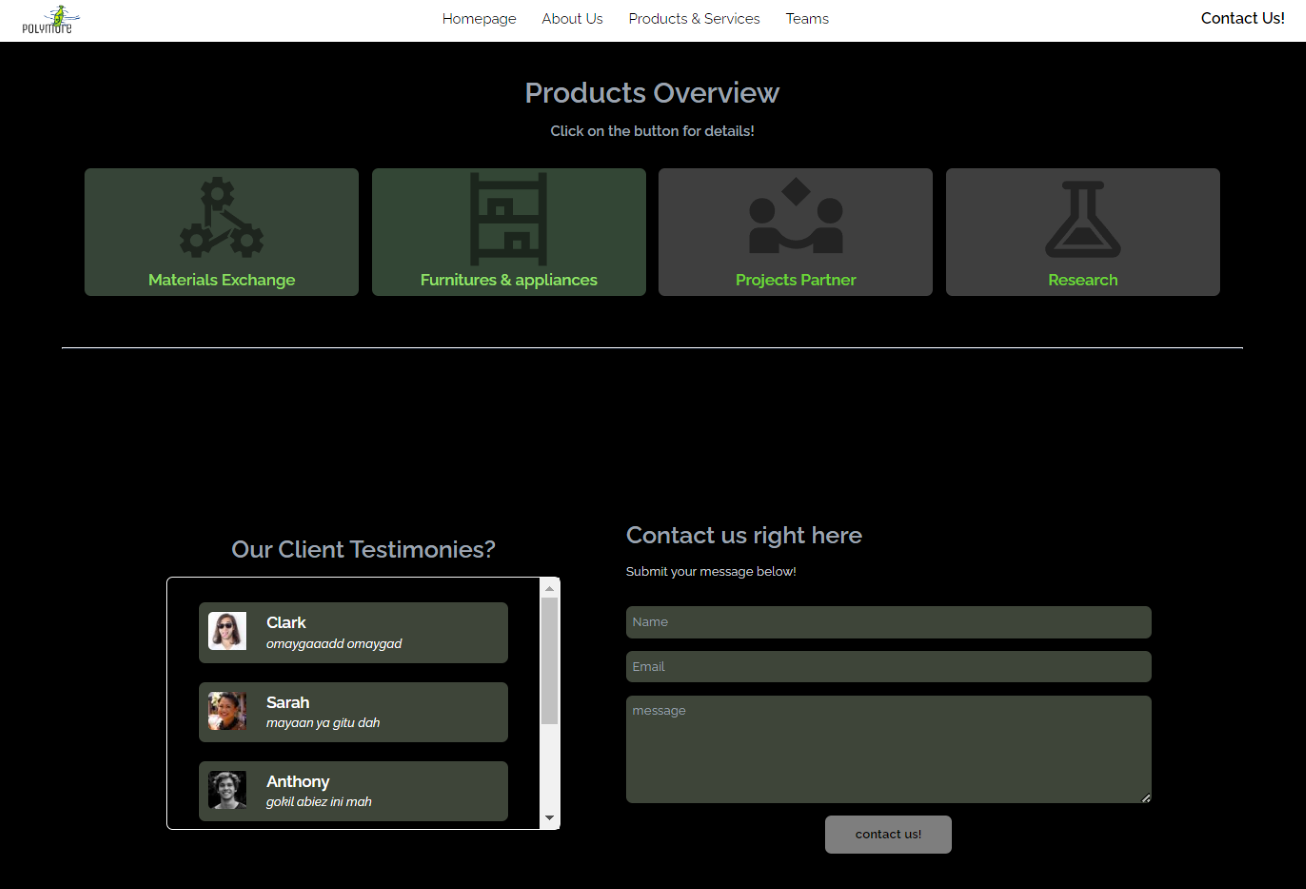 POLYMORE
Homepage
About Us
Products & Services
Teams
Contact Us!
Products Overview
Click on the button for details!
Materials Exchange
Furnitures & appliances
Projects Partner
Research
Our Client Testimonies?
Clark
omaygaaadd omaygad
Sarah
mayaan ya gitu dah
Anthony
gokil abiez ini mah
Contact us right here
Submit your message below!
Name
Email
message
contact us!